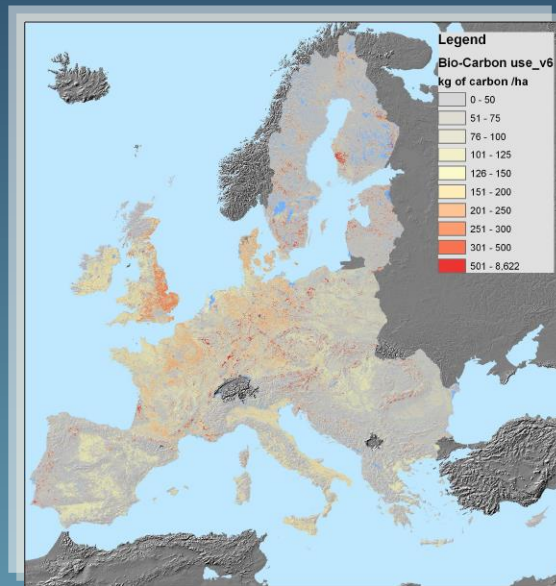 Legend
Bio-Carbon use_v6
kg of carbon /ha
0 - 50
51 - 75
76 - 100
101 - 125
126 - 150
151 - 200
201 - 250
251 - 300
301 - 500
501 - 8,622